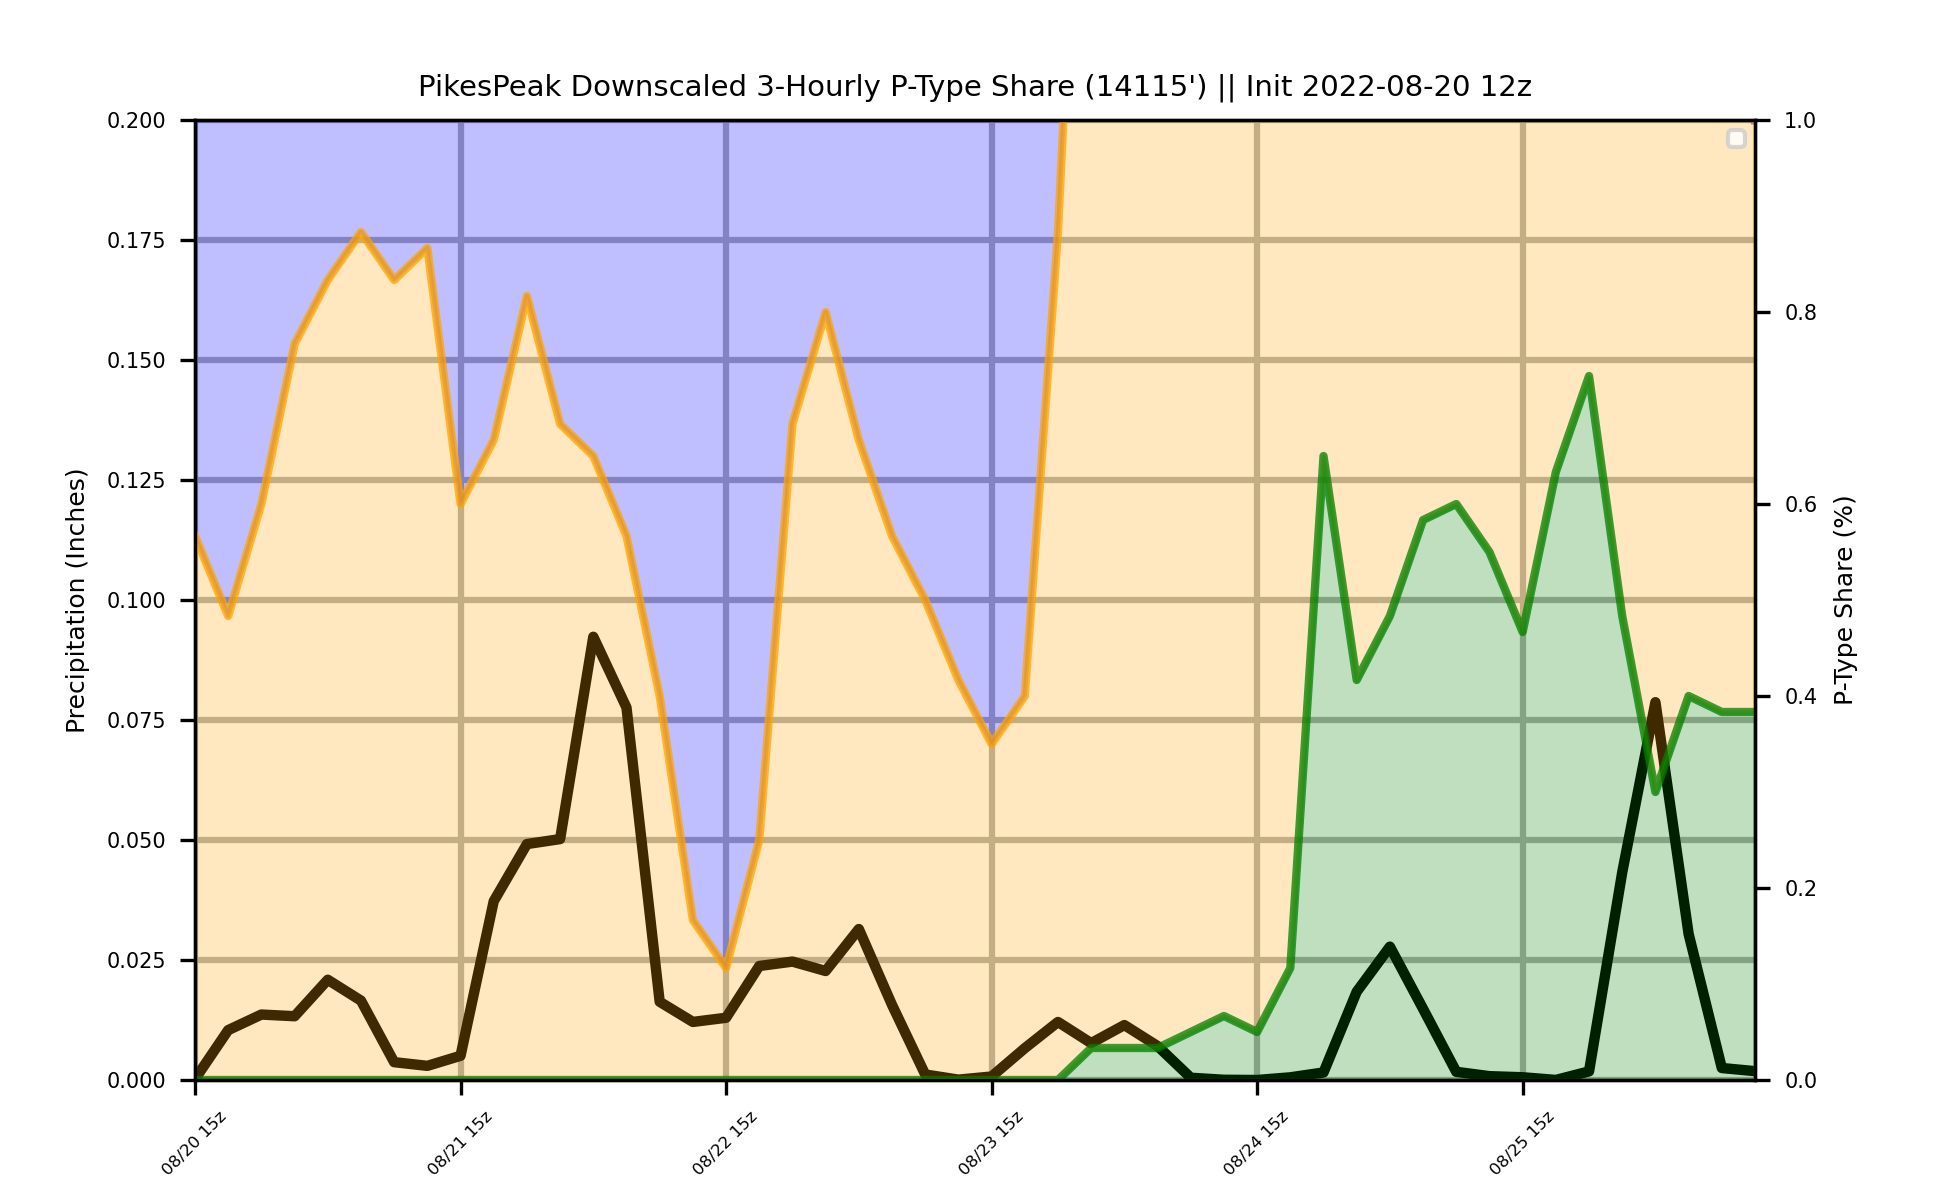 PikesPeak Downscaled 3-Hourly P-Type Share (14115') || Init 2022-08-20 12z
Precipitation (Inches)
0.200
0.175
0.150
0.125
0.100
0.075
0.050
0.025
0.000
1.0
0.8
0.6
0.4
0.2
0.0
P-Type Share (%)
08/20 15z
08/21 15z
08/22 15z
08/23 15z
08/24 15z
08/25 15z